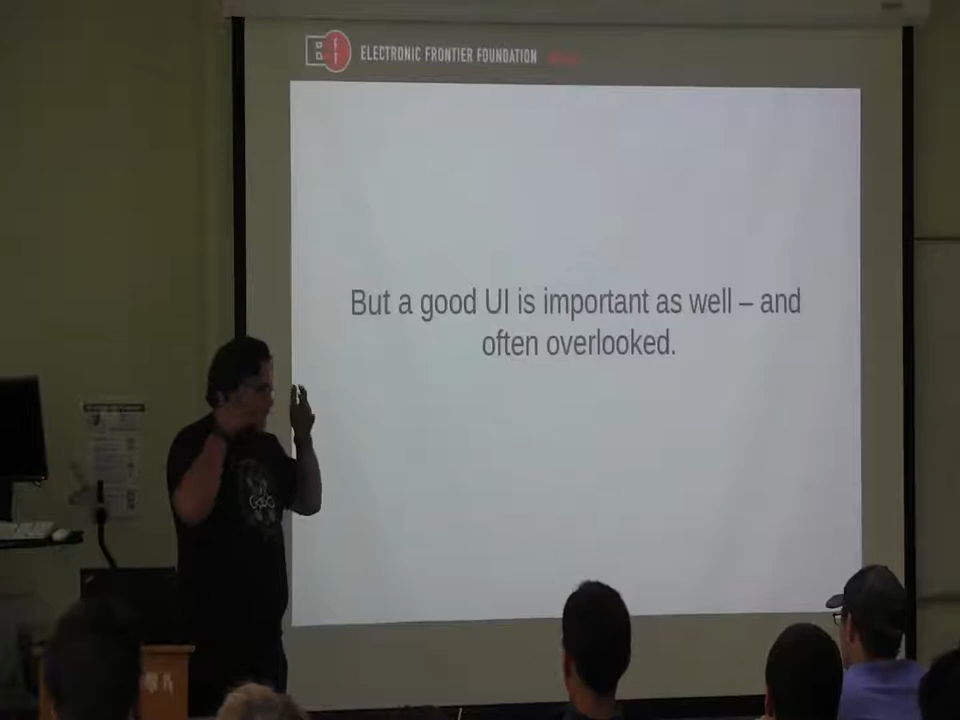 ELECTRONIC FRONTIER FOUNDATION
But a good UI is important as well – and
often overlooked.